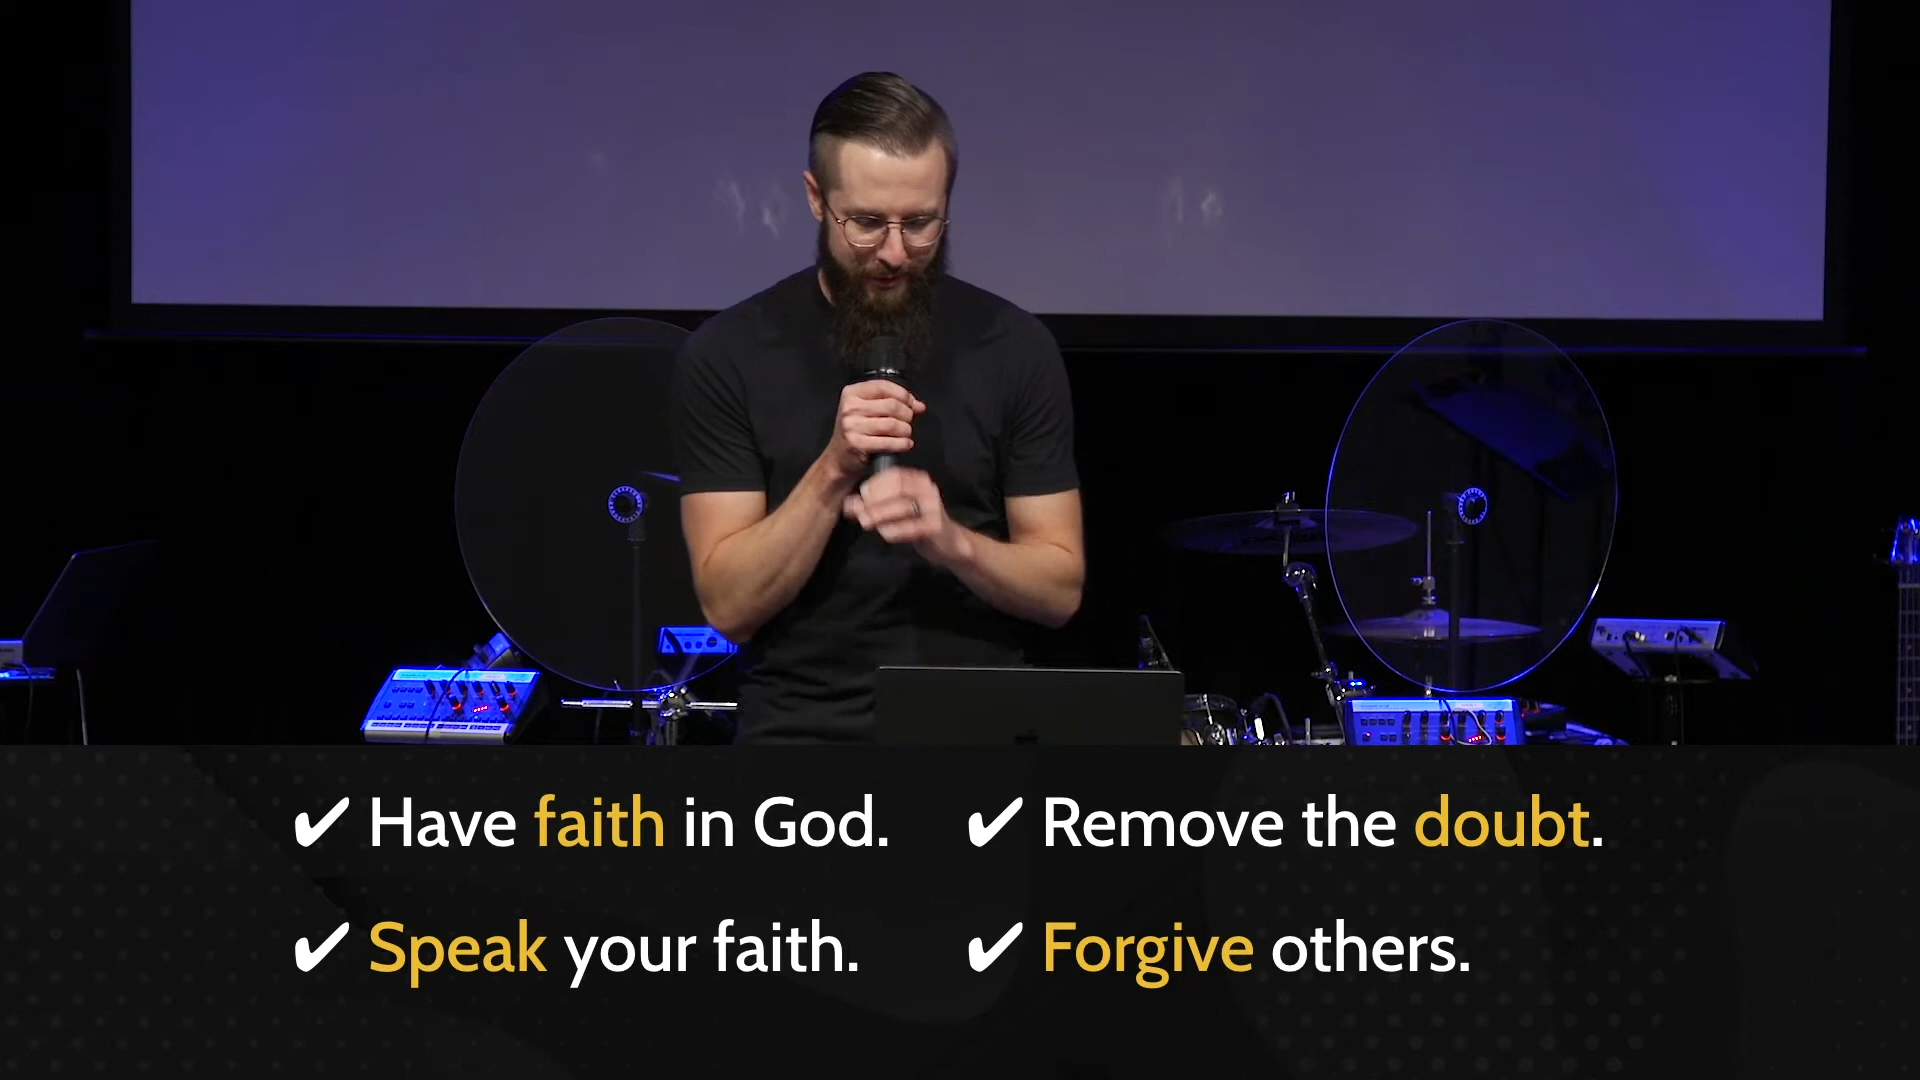 ✔ Have faith in God.
✔ Speak your faith.
✔ Remove the doubt.
✔ Forgive others.